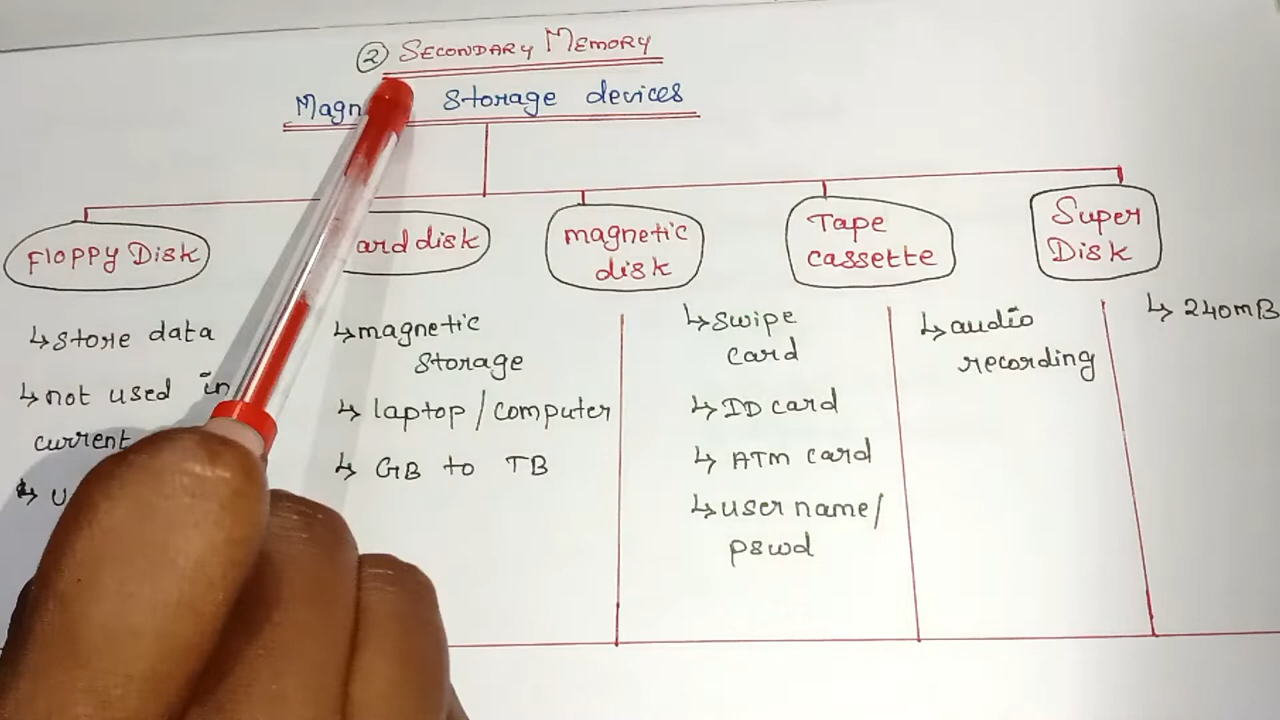 ② SECONDARY MEMORY
Magn Storage devices
Floppy Disk
ard disk
magnetic
disk
Tape
cassette
Super
Disk
↳ store data
↳ not used in
current
↳ U
↳ magnetic
storage
↳ laptop / computer
↳ GB to TB
↳ swipe
card
↳ ID card
↳ ATM card
↳ user name/
pswd
↳ audio
recording
↳ 240MB